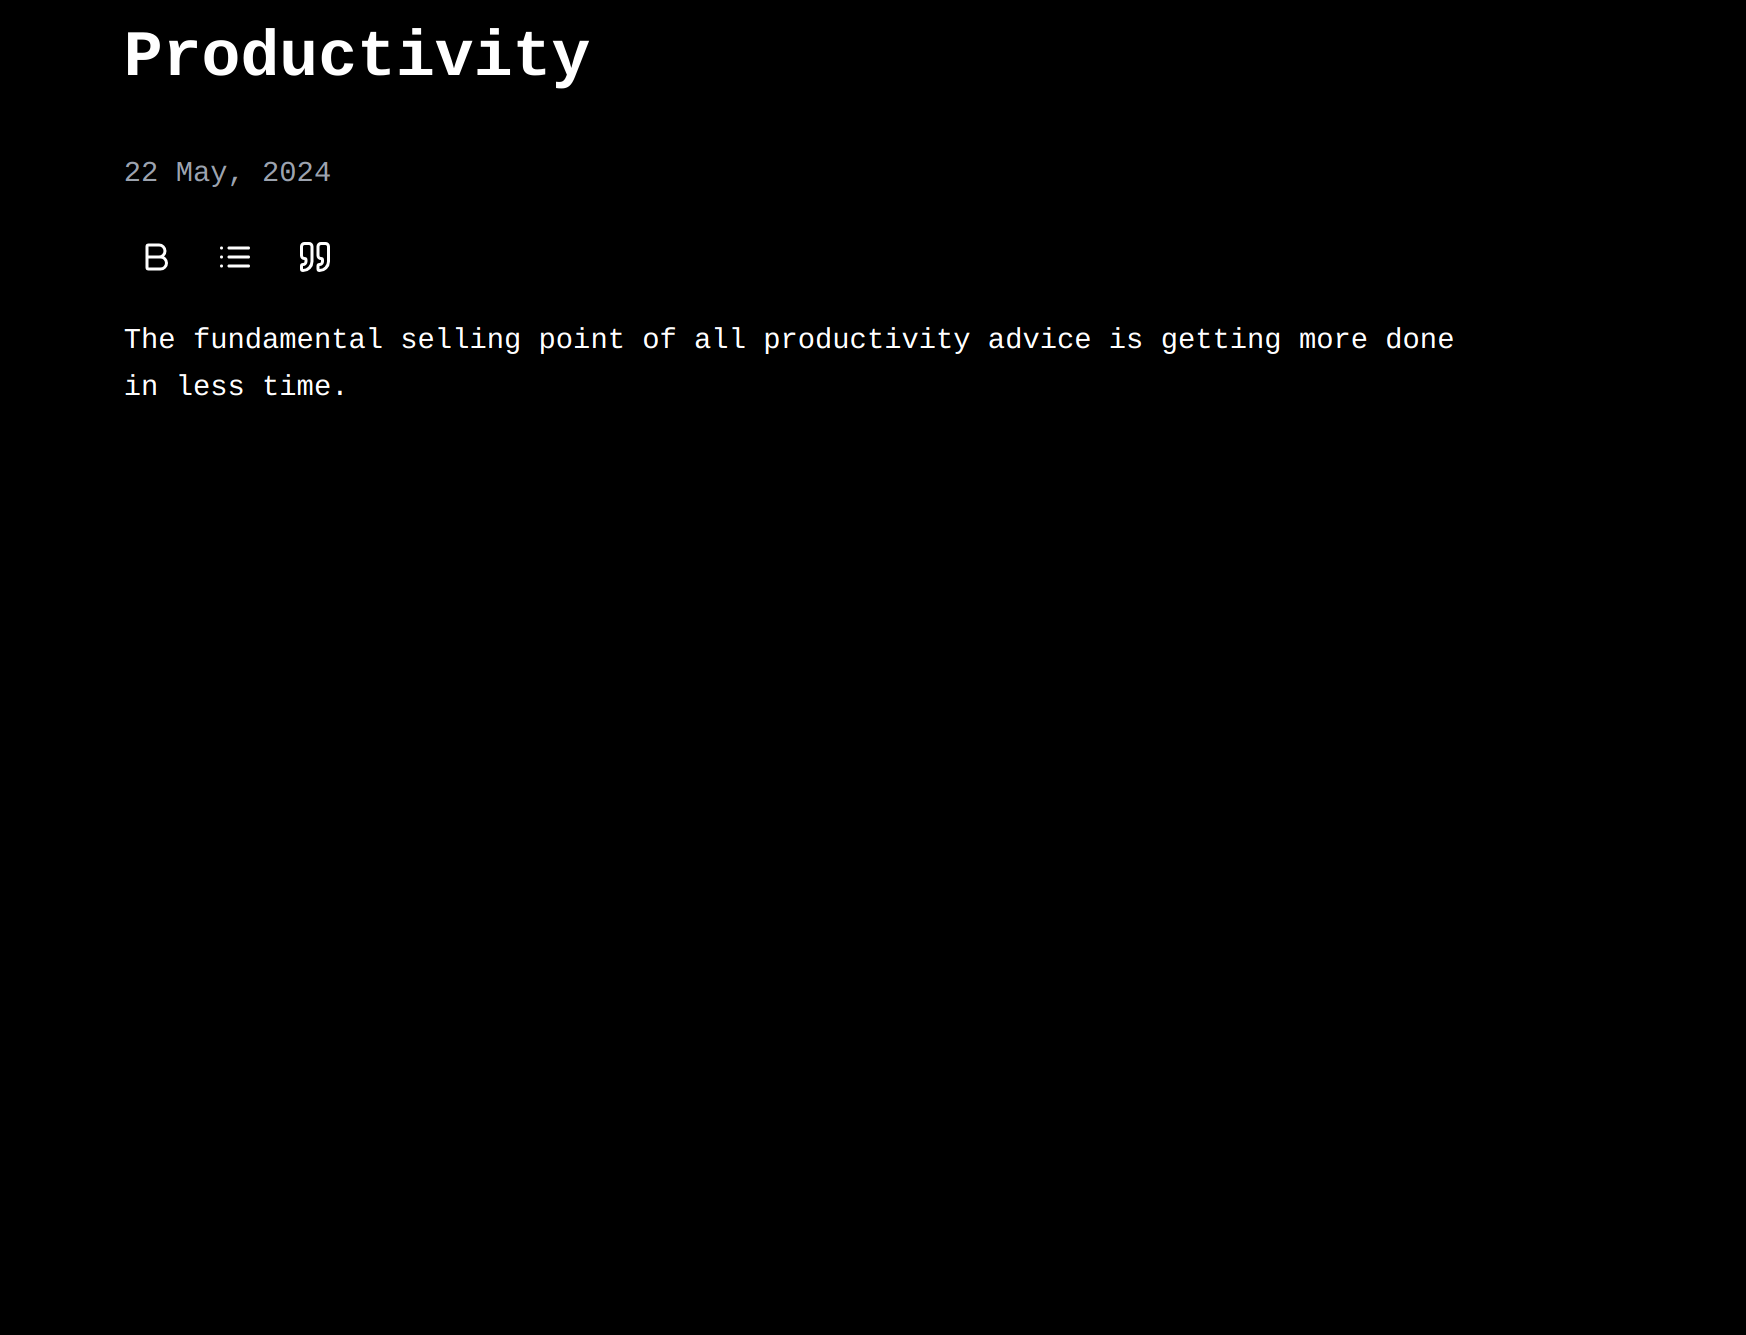 Productivity
22 May, 2024
The fundamental selling point of all productivity advice is getting more done
in less time.